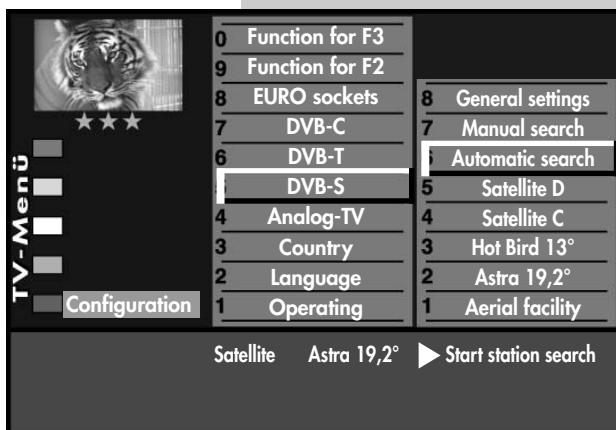 TV-Menü
Configuration
0 Function for F3
9 Function for F2
8 EURO sockets
7 DVB-C
6 DVB-T
5 DVB-S
4 Analog-TV
3 Country
2 Language
1 Operating
8 General settings
7 Manual search
6 Automatic search
5 Satellite D
4 Satellite C
3 Hot Bird 13°
2 Astra 19,2°
1 Aerial facility
Satellite Astra 19,2° Start station search